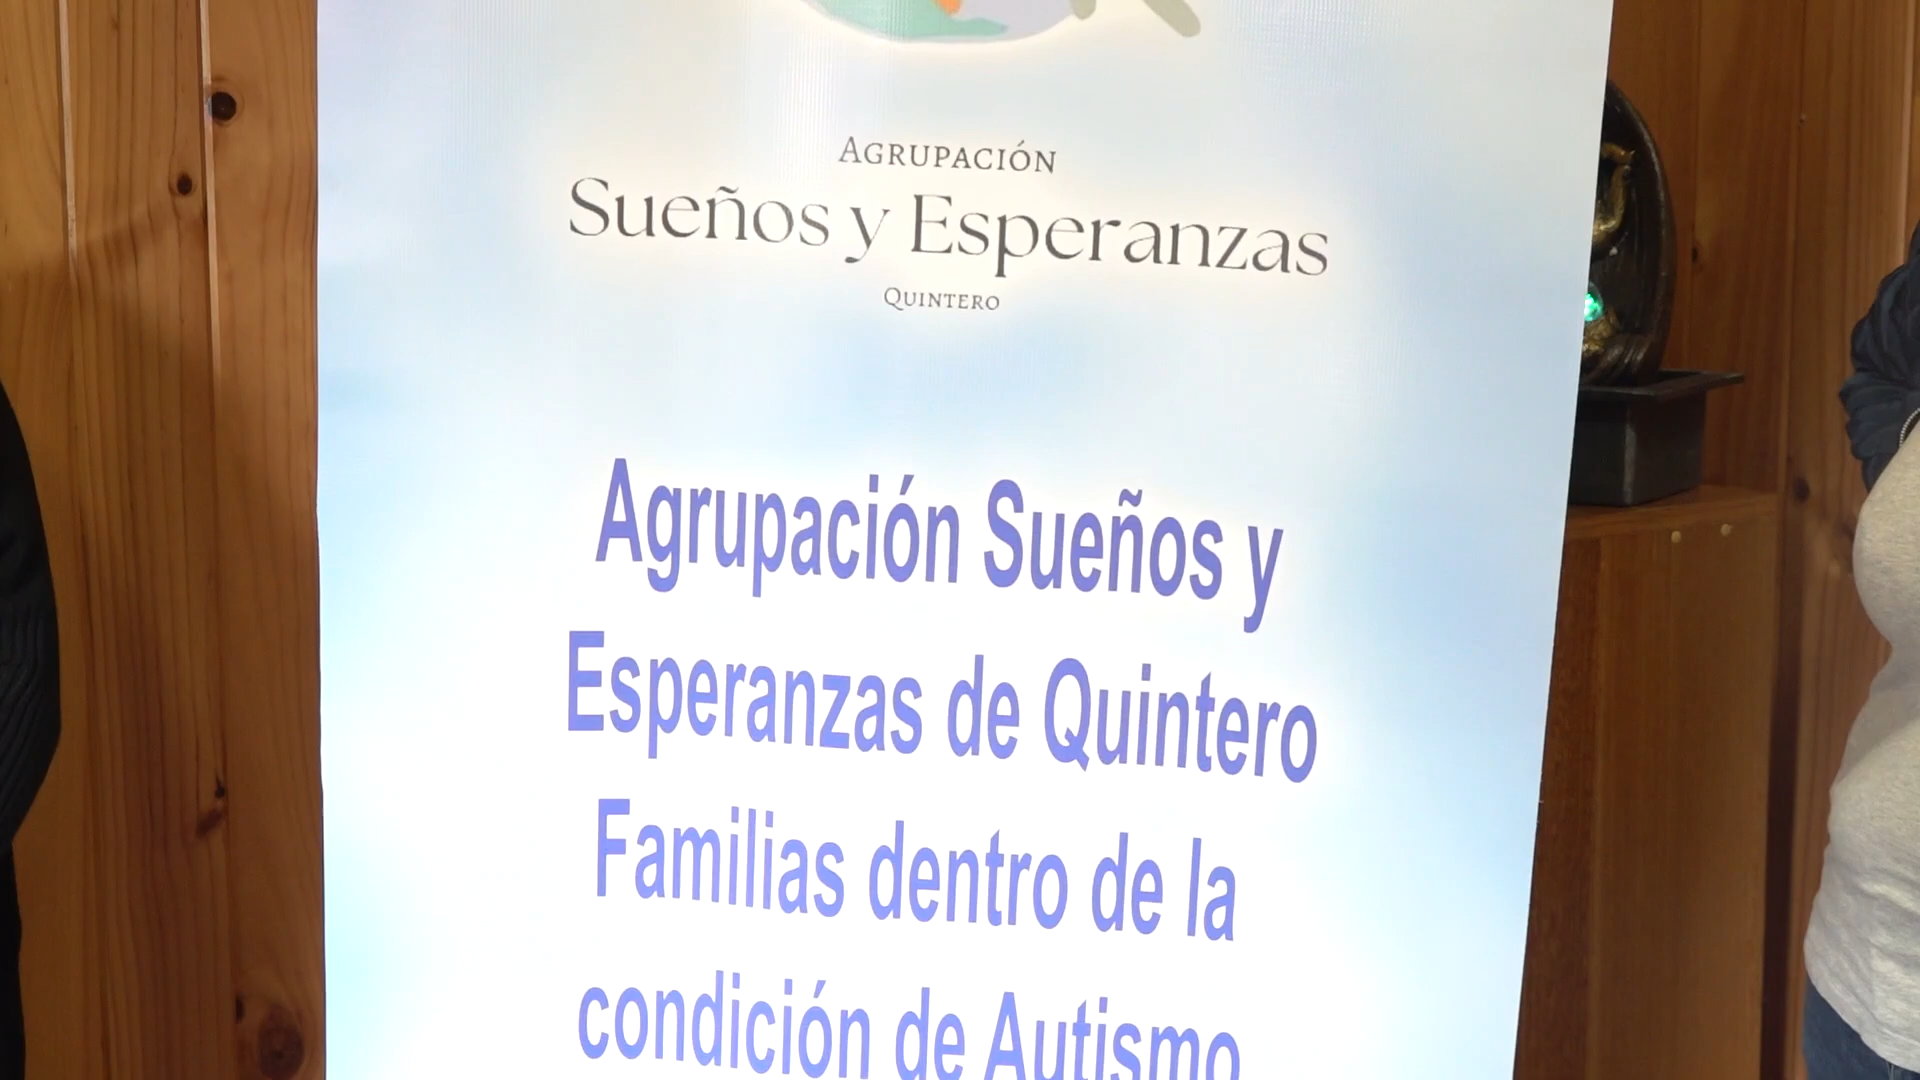 AGRUPACIÓN
Sueños y Esperanzas
QUINTERO
Agrupación Sueños y
Esperanzas de Quintero
Familias dentro de la
condición de Autismo